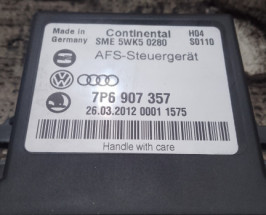 Made in Germany
Continental
SME 5WK5 0280
H04
S0110
AFS-Steuergerät
7P6 907 357
26.03.2012 0001 1575
Handle with care